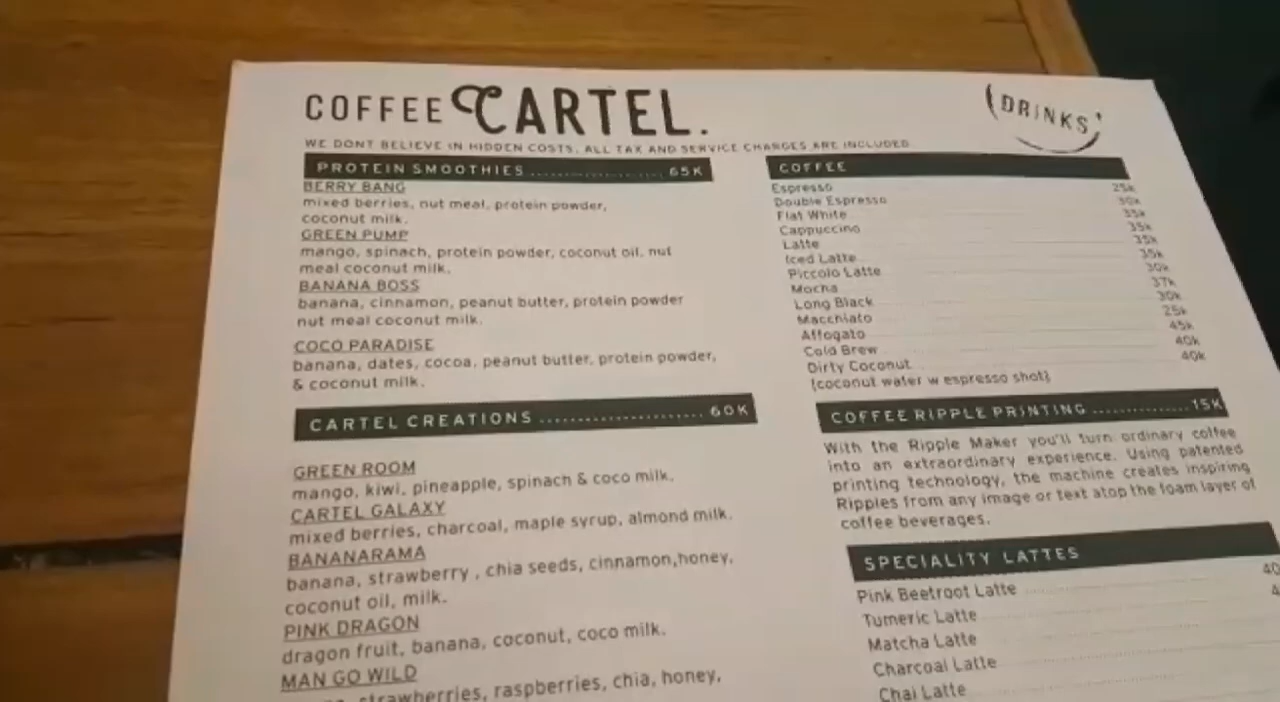 COFFEE CARTEL.
(DRINKS'
WE DONT BELIEVE IN HIDDEN COSTS, ALL TAX AND SERVICE CHARGES ARE INCLUDED
PROTEIN SMOOTHIES .................... 65K
BERRY BANG
mixed berries, nut meal, protein powder,
coconut milk.
GREEN PUMP
mango, spinach, protein powder, coconut oil, nut
meal coconut milk.
BANANA BOSS
banana, cinnamon, peanut butter, protein powder
nut meal coconut milk.
COCO PARADISE
banana, dates, cocoa, peanut butter, protein powder,
& coconut milk.
CARTEL CREATIONS ........................ 60K
GREEN ROOM
mango, kiwi, pineapple, spinach & coco milk.
CARTEL GALAXY
mixed berries, charcoal, maple syrup, almond milk.
BANANARAMA
banana, strawberry , chia seeds, cinnamon,honey,
coconut oil, milk.
PINK DRAGON
dragon fruit, banana, coconut, coco milk.
MAN GO WILD
strawberries, raspberries, chia, honey,
COFFEE
Espresso 25k
Double Espresso 30k
Flat White 35k
Cappuccino 35k
Latte 35k
Iced Latte 35k
Piccolo Latte 30k
Mocha 37k
Long Black 30k
Macchiato 25k
Affogato 45k
Cold Brew 40k
Dirty Coconut 40k
(coconut water w espresso shot)
COFFEE RIPPLE PRINTING ..............15K
With the Ripple Maker you'll turn ordinary coffee
into an extraordinary experience. Using patented
printing technology, the machine creates inspiring
Ripples from any image or text atop the foam layer of
coffee beverages.
SPECIALITY LATTES
Pink Beetroot Latte 40
Tumeric Latte 4
Matcha Latte
Charcoal Latte
Chai Latte